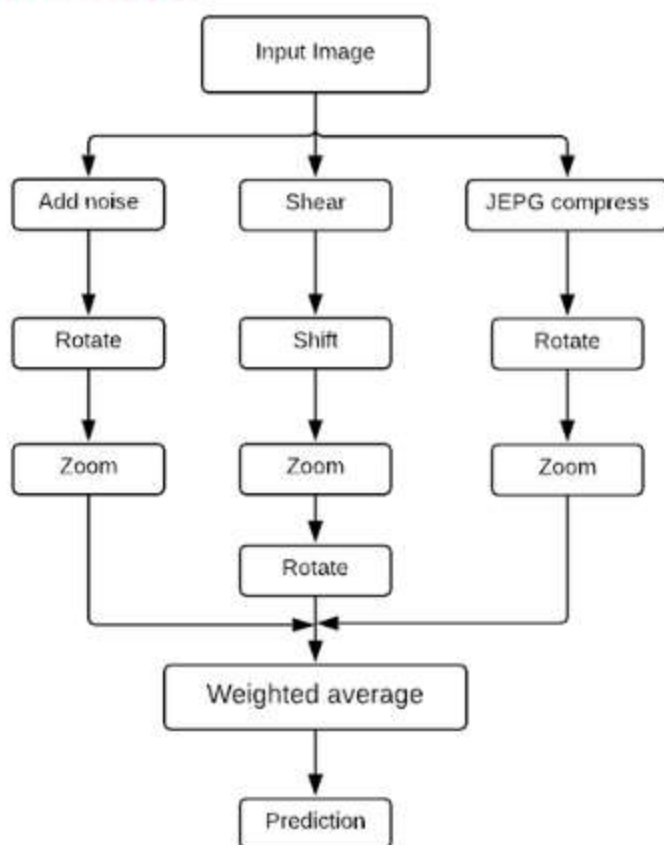 Input Image
Add noise
Shear
JEPG compress
Rotate
Shift
Rotate
Zoom
Zoom
Zoom
Rotate
Weighted average
Prediction